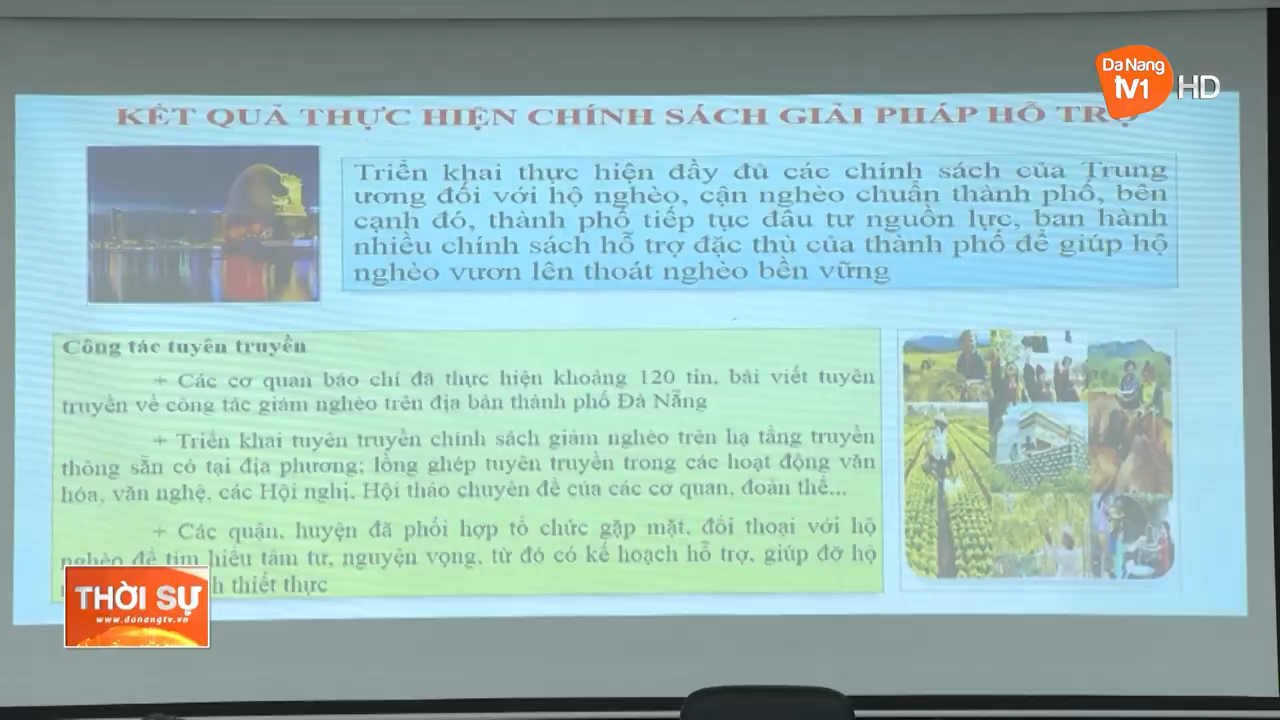 Da Nang
TV1 HD
KẾT QUẢ THỰC HIỆN CHÍNH SÁCH GIẢI PHÁP HỖ TRỢ
Triển khai thực hiện đầy đủ các chính sách của Trung
ương đối với hộ nghèo, cận nghèo chuẩn thành phố, bên
cạnh đó, thành phố tiếp tục đầu tư nguồn lực, ban hành
nhiều chính sách hỗ trợ đặc thù của thành phố để giúp hộ
nghèo vươn lên thoát nghèo bền vững
Công tác tuyên truyền
+ Các cơ quan báo chí đã thực hiện khoảng 120 tin, bài viết tuyên
truyền về công tác giảm nghèo trên địa bàn thành phố Đà Nẵng
+ Triển khai tuyên truyền chính sách giảm nghèo trên hạ tầng truyền
thông sẵn có tại địa phương; lồng ghép tuyên truyền trong các hoạt động văn
hóa, văn nghệ, các Hội nghị, Hội thảo chuyên đề của các cơ quan, đoàn thể...
+ Các quận, huyện đã phối hợp tổ chức gặp mặt, đối thoại với hộ
nghèo để tìm hiểu tâm tư, nguyện vọng, từ đó có kế hoạch hỗ trợ, giúp đỡ hộ
thiết thực
THỜI SỰ
www.danangtv.vn